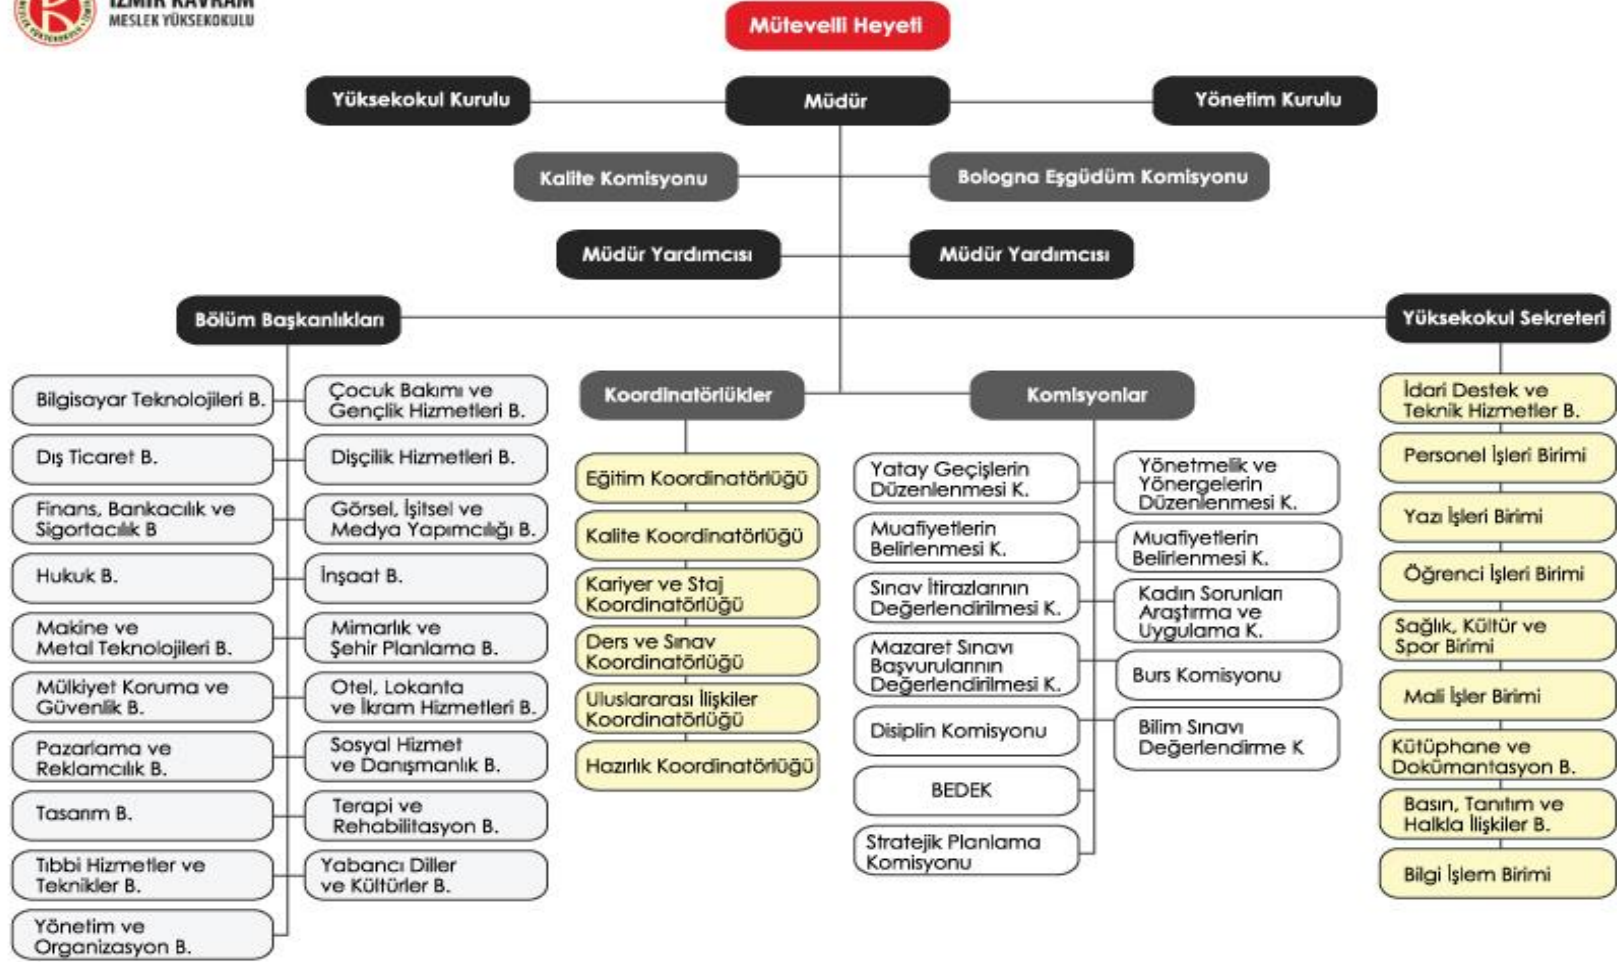 İZMİR KAVRAM
MESLEK YÜKSEKOKULU
Mütevelli Heyeti
Yüksekokul Kurulu
Müdür
Yönetim Kurulu
Kalite Komisyonu
Bologna Eşgüdüm Komisyonu
Müdür Yardımcısı
Müdür Yardımcısı
Bölüm Başkanlıkları
Yüksekokul Sekreteri
Bilgisayar Teknolojileri B.
Çocuk Bakımı ve
Gençlik Hizmetleri B.
Dış Ticaret B.
Dişçilik Hizmetleri B.
Finans, Bankacılık ve
Sigortacılık B
Görsel, İşitsel ve
Medya Yapımcılığı B.
Hukuk B.
İnşaat B.
Makine ve
Metal Teknolojileri B.
Mimarlık ve
Şehir Planlama B.
Mülkiyet Koruma ve
Güvenlik B.
Otel, Lokanta
ve İkram Hizmetleri B.
Pazarlama ve
Reklamcılık B.
Sosyal Hizmet
ve Danışmanlık B.
Tasarım B.
Terapi ve
Rehabilitasyon B.
Tıbbi Hizmetler ve
Teknikler B.
Yabancı Diller
ve Kültürler B.
Yönetim ve
Organizasyon B.
Koordinatörlükler
Eğitim Koordinatörlüğü
Kalite Koordinatörlüğü
Kariyer ve Staj
Koordinatörlüğü
Ders ve Sınav
Koordinatörlüğü
Uluslararası İlişkiler
Koordinatörlüğü
Hazırlık Koordinatörlüğü
Komisyonlar
Yatay Geçişlerin
Düzenlenmesi K.
Yönetmelik ve
Yönergelerin
Düzenlenmesi K.
Muafiyetlerin
Belirlenmesi K.
Muafiyetlerin
Belirlenmesi K.
Sınav İtirazlarının
Değerlendirilmesi K.
Kadın Sorunları
Araştırma ve
Uygulama K.
Mazaret Sınavı
Başvurularının
Değerlendirilmesi K.
Burs Komisyonu
Disiplin Komisyonu
Bilim Sınavı
Değerlendirme K
BEDEK
Stratejik Planlama
Komisyonu
İdari Destek ve
Teknik Hizmetler B.
Personel İşleri Birimi
Yazı İşleri Birimi
Öğrenci İşleri Birimi
Sağlık, Kültür ve
Spor Birimi
Mali İşler Birimi
Kütüphane ve
Dokümantasyon B.
Basın, Tanıtım ve
Halkla İlişkiler B.
Bilgi İşlem Birimi